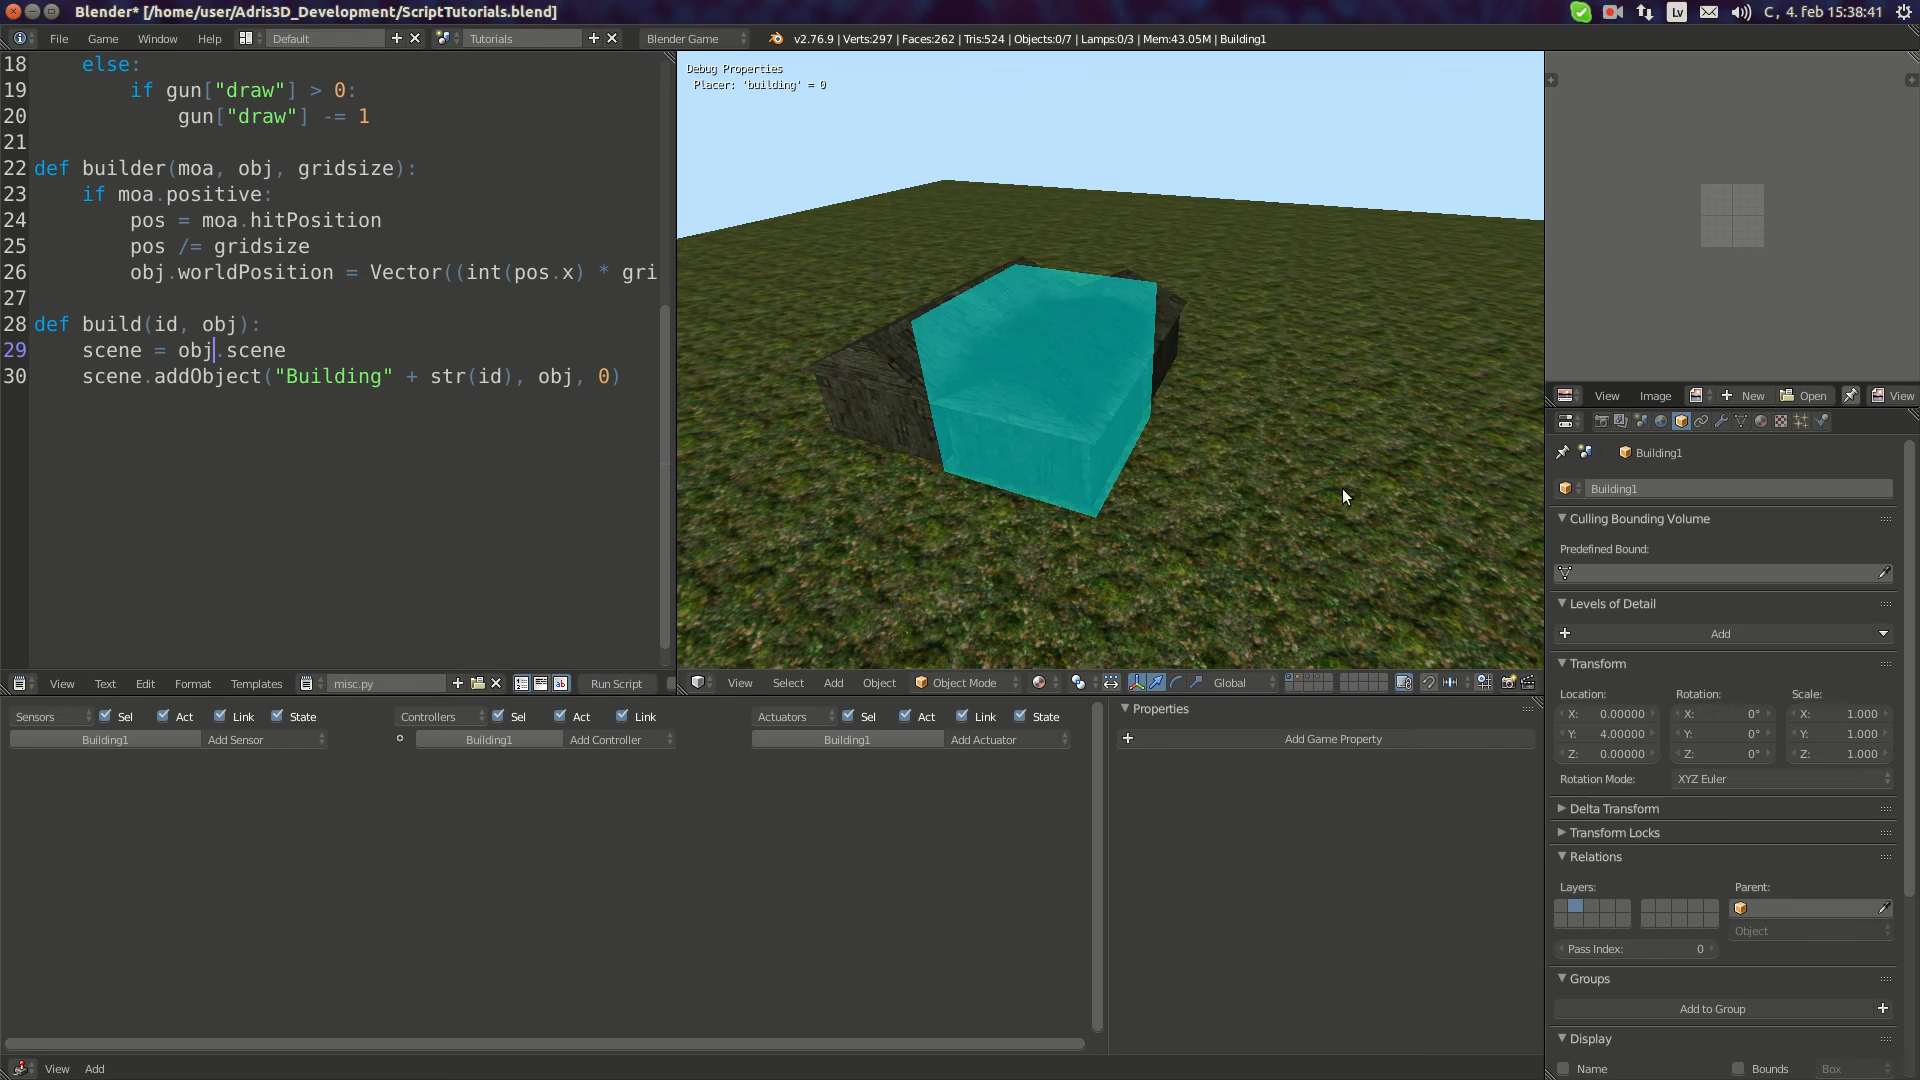 Blender* [/home/user/Adris3D_Development/ScriptTutorials.blend]
Lv
C , 4. feb 15:38:41
File Game Window Help Default Tutorials Blender Game v2.76.9 | Verts:297 | Faces:262 | Tris:524 | Objects:0/7 | Lamps:0/3 | Mem:43.05M | Building1
18 else:
19 if gun["draw"] > 0:
20 gun["draw"] -= 1
21
22 def builder(moa, obj, gridsize):
23 if moa.positive:
24 pos = moa.hitPosition
25 pos /= gridsize
26 obj.worldPosition = Vector((int(pos.x) * gri
27
28 def build(id, obj):
29 scene = obj.scene
30 scene.addObject("Building" + str(id), obj, 0)
Debug Properties
Placer: 'building' = 0
View Image New Open View
Building1
Building1
Culling Bounding Volume
Predefined Bound:
Levels of Detail
Add
Transform
Location: Rotation: Scale:
X: 0.00000 X: 0° X: 1.000
Y: 4.00000 Y: 0° Y: 1.000
Z: 0.00000 Z: 0° Z: 1.000
Rotation Mode: XYZ Euler
Delta Transform
Transform Locks
Relations
Layers: Parent:
Object
Pass Index: 0
Groups
Add to Group
Display
Name Bounds Box
View Text Edit Format Templates misc.py Run Script
View Select Add Object Object Mode Global
Sensors Sel Act Link State Controllers Sel Act Link Actuators Sel Act Link State
Building1 Add Sensor Building1 Add Controller Building1 Add Actuator
Properties
Add Game Property
View Add